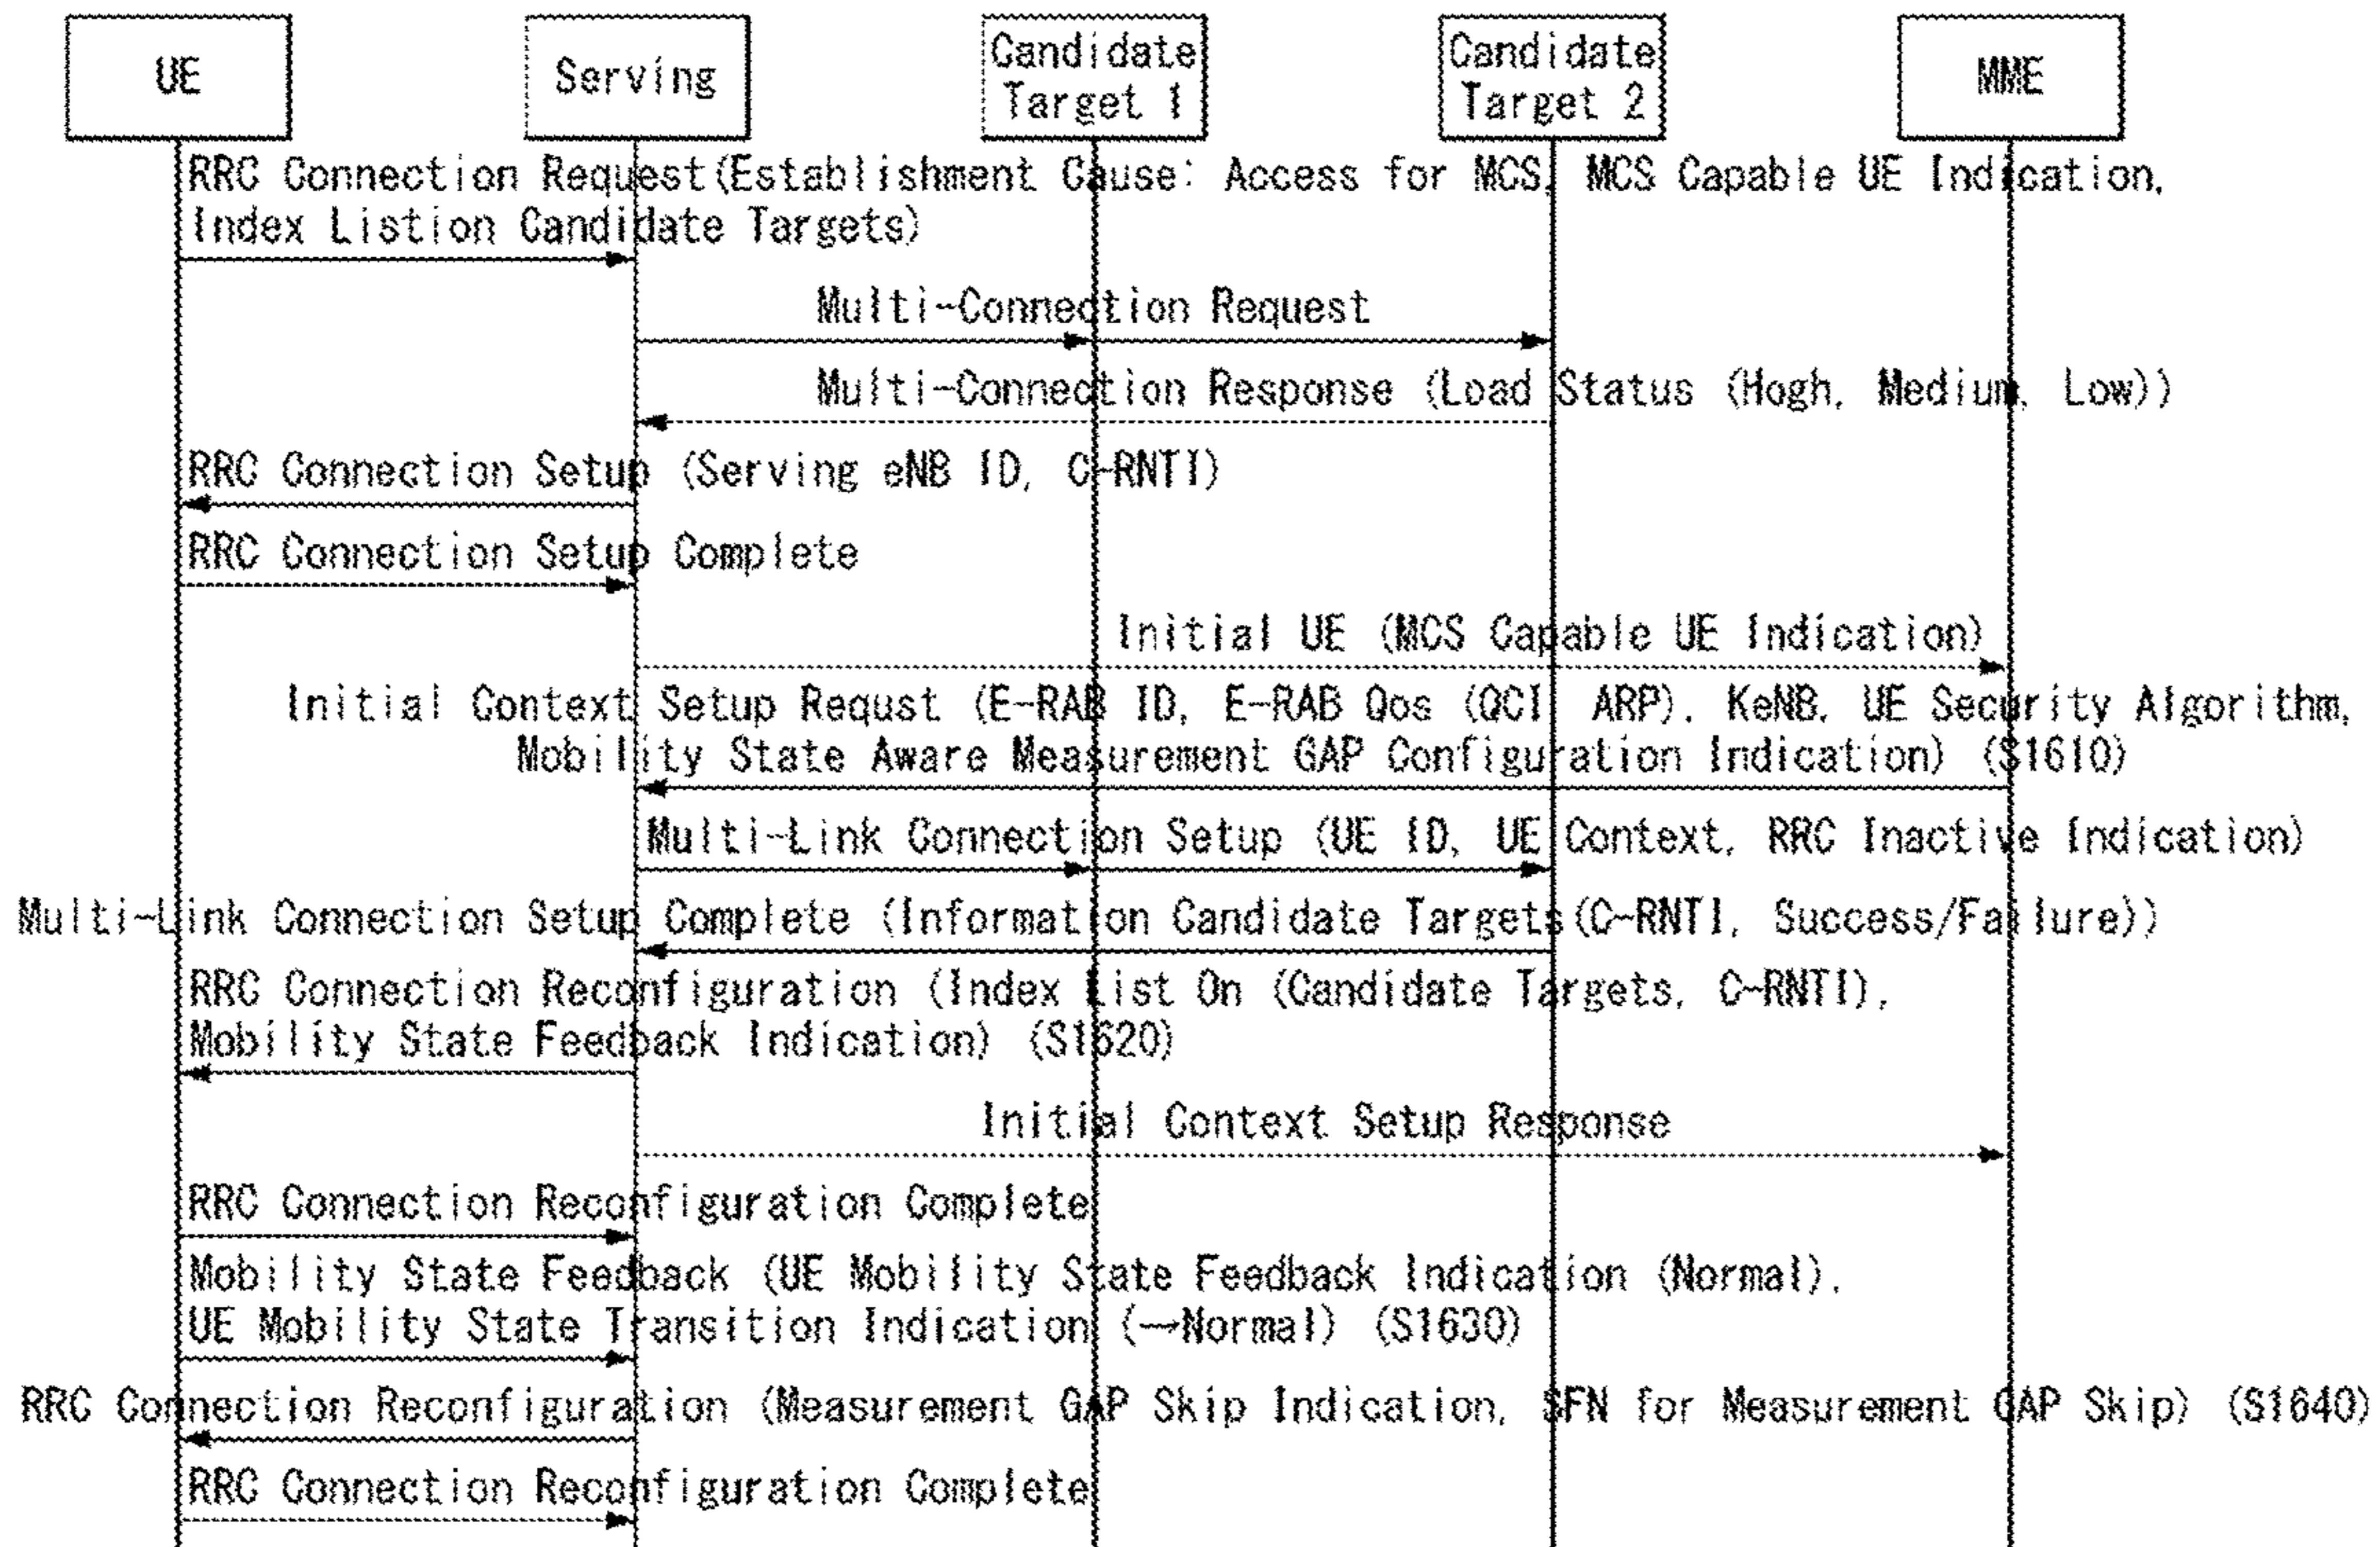 UE
Serving
Candidate
Target 1
Candidate
Target 2
MME
RRC Connection Request(Establishment Cause: Access for MCS, MCS Capable UE Indication,
Index Listion Candidate Targets)
Multi-Connection Request
Multi-Connection Response (Load Status (Hogh, Medium, Low))
RRC Connection Setup (Serving eNB ID, C-RNTI)
RRC Connection Setup Complete
Initial UE (MCS Capable UE Indication)
Initial Context Setup Requst (E-RAB ID, E-RAB Qos (QCI, ARP), KeNB, UE Security Algorithm,
Mobility State Aware Measurement GAP Configuration Indication) (S1610)
Multi-Link Connection Setup (UE ID, UE Context, RRC Inactive Indication)
Multi-Link Connection Setup Complete (Information Candidate Targets(C-RNTI, Success/Failure))
RRC Connection Reconfiguration (Index List On (Candidate Targets, C-RNTI),
Mobility State Feedback Indication) (S1620)
Initial Context Setup Response
RRC Connection Reconfiguration Complete
Mobility State Feedback (UE Mobility State Feedback Indication (Normal),
UE Mobility State Transition Indication (→Normal) (S1630)
RRC Connection Reconfiguration (Measurement GAP Skip Indication, SFN for Measurement GAP Skip) (S1640)
RRC Connection Reconfiguration Complete